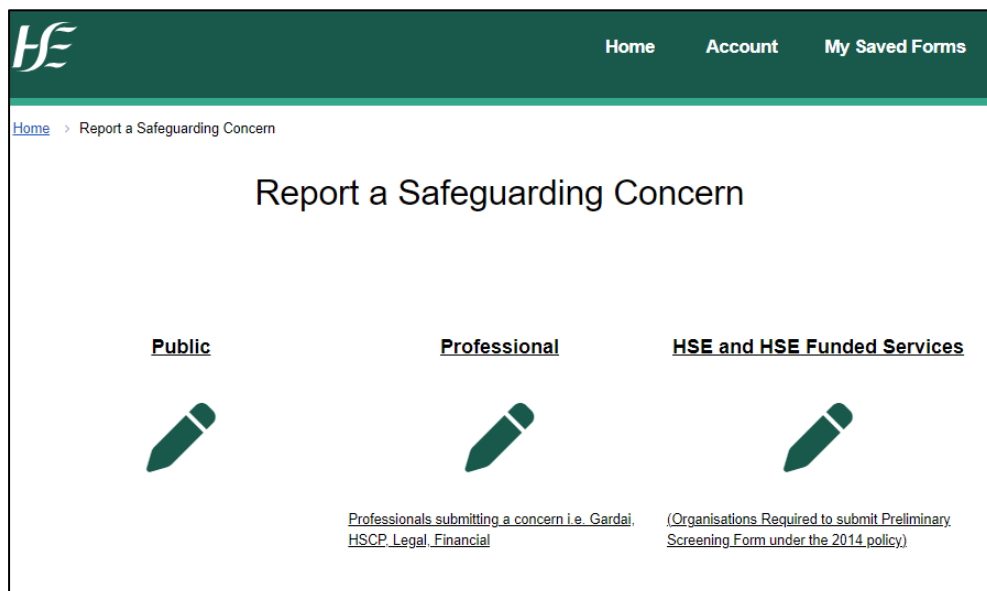 HSE
Home Account My Saved Forms
Home > Report a Safeguarding Concern
Report a Safeguarding Concern
Public
Professional
HSE and HSE Funded Services
Professionals submitting a concern i.e. Gardai,
HSCP, Legal, Financial
(Organisations Required to submit Preliminary
Screening Form under the 2014 policy)